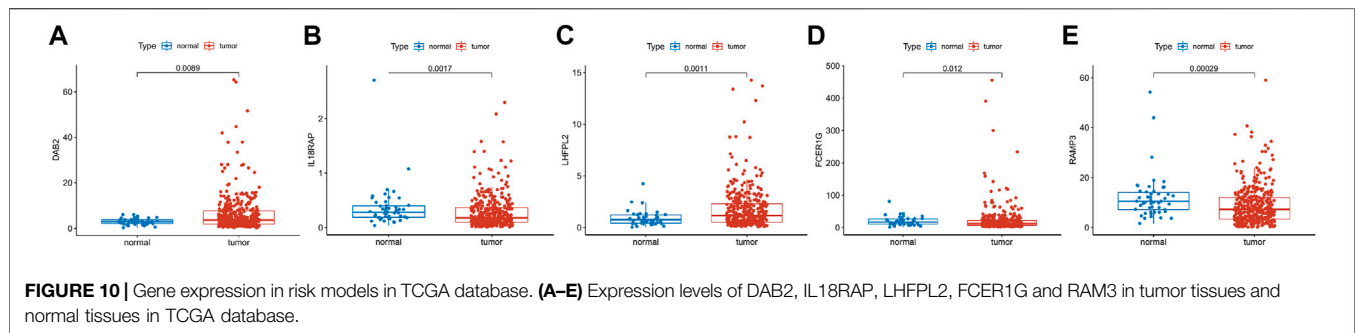 A
Type normal tumor
0.0089
DAB2
60
40
20
0
normal tumor
B
Type normal tumor
0.0017
IL18RAP
2
1
0
normal tumor
C
Type normal tumor
0.0011
LHFPL2
15
10
5
0
normal tumor
D
Type normal tumor
0.012
FCER1G
500
400
300
200
100
0
normal tumor
E
Type normal tumor
0.00029
RAMP3
60
40
20
0
normal tumor
FIGURE 10 | Gene expression in risk models in TCGA database. (A–E) Expression levels of DAB2, IL18RAP, LHFPL2, FCER1G and RAM3 in tumor tissues and
normal tissues in TCGA database.